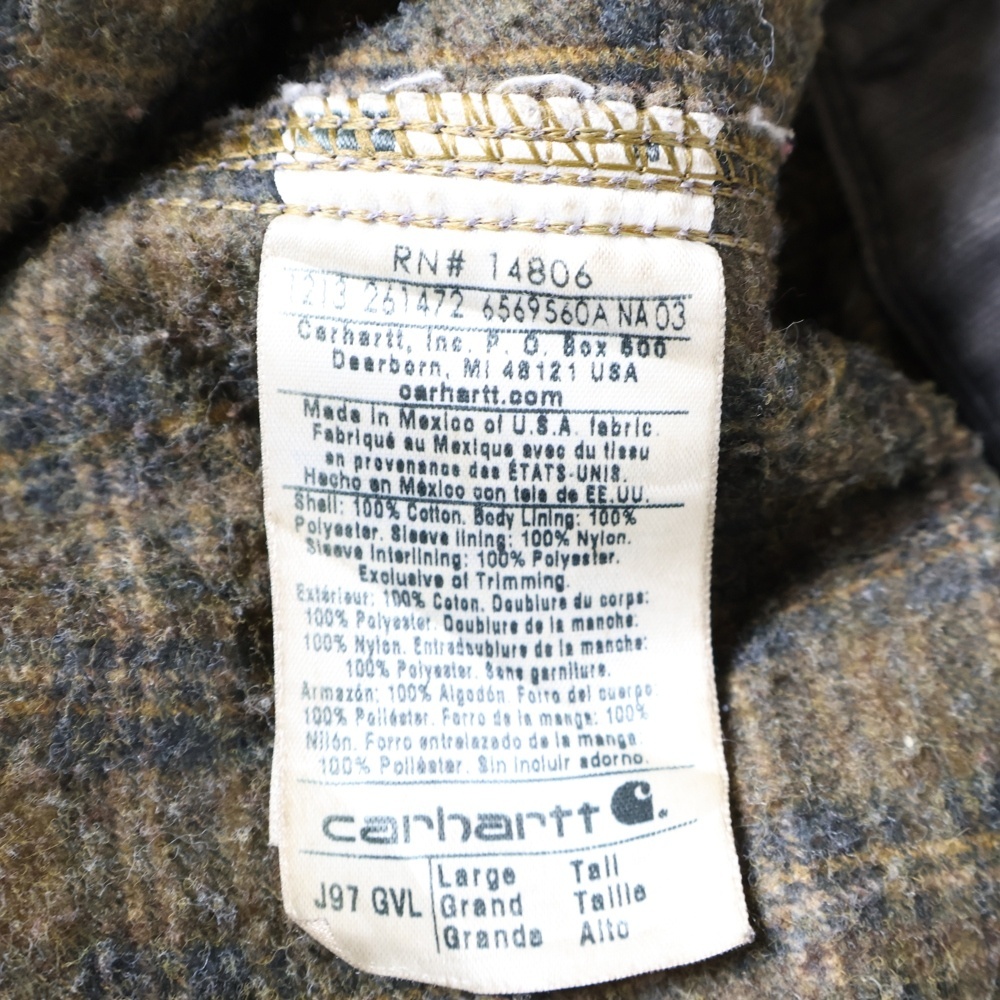 RN# 14806
1213 261472 6569560A NA 03
Carhartt, Inc. P. O. Box 600
Dearborn, MI 48121 USA
carhartt.com
Made in Mexico of U.S.A. fabric.
Fabriqué au Mexique avec du tissu
en provenance des ÉTATS-UNIS.
Hecho en México con tela de EE.UU.
Shell: 100% Cotton. Body Lining: 100%
Polyester. Sleeve lining: 100% Nylon.
Sleeve Interlining: 100% Polyester.
Exclusive of Trimming.
Extérieur: 100% Coton. Doublure du corps:
100% Polyester. Doublure de la manche:
100% Nylon. Entradoublure de la manche:
100% Polyester. Sans garniture.
Armazón: 100% Algodón. Forro del cuerpo:
100% Poliéster. Forro de la manga: 100%
Nilón. Forro entrelazado de la manga:
100% Poliéster. Sin incluir adorno.
carhartt
J97 GVL
Large Tall
Grand Taille
Grande Alto